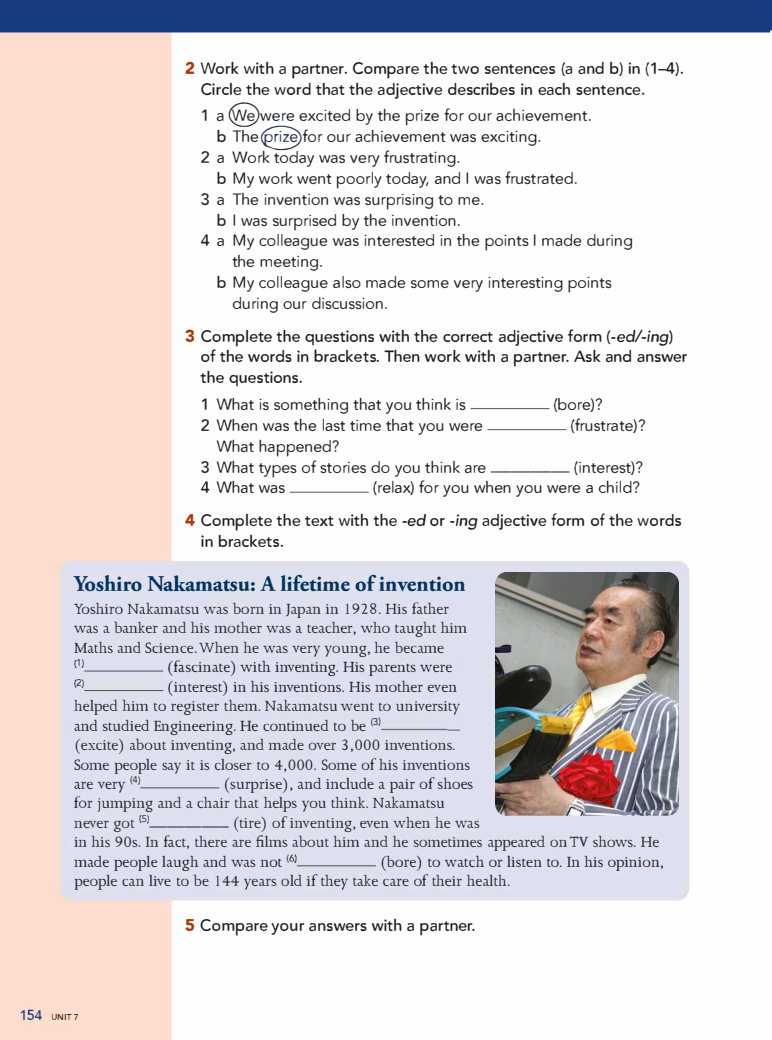 2 Work with a partner. Compare the two sentences (a and b) in (1–4).
Circle the word that the adjective describes in each sentence.
1 a We were excited by the prize for our achievement.
b The prize for our achievement was exciting.
2 a Work today was very frustrating.
b My work went poorly today, and I was frustrated.
3 a The invention was surprising to me.
b I was surprised by the invention.
4 a My colleague was interested in the points I made during
the meeting.
b My colleague also made some very interesting points
during our discussion.
3 Complete the questions with the correct adjective form (-ed/-ing)
of the words in brackets. Then work with a partner. Ask and answer
the questions.
1 What is something that you think is __________ (bore)?
2 When was the last time that you were __________ (frustrate)?
What happened?
3 What types of stories do you think are __________ (interest)?
4 What was __________ (relax) for you when you were a child?
4 Complete the text with the -ed or -ing adjective form of the words
in brackets.
Yoshiro Nakamatsu: A lifetime of invention
Yoshiro Nakamatsu was born in Japan in 1928. His father
was a banker and his mother was a teacher, who taught him
Maths and Science. When he was very young, he became
(1)__________ (fascinate) with inventing. His parents were
(2)__________ (interest) in his inventions. His mother even
helped him to register them. Nakamatsu went to university
and studied Engineering. He continued to be (3)__________
(excite) about inventing, and made over 3,000 inventions.
Some people say it is closer to 4,000. Some of his inventions
are very (4)__________ (surprise), and include a pair of shoes
for jumping and a chair that helps you think. Nakamatsu
never got (5)__________ (tire) of inventing, even when he was
in his 90s. In fact, there are films about him and he sometimes appeared on TV shows. He
made people laugh and was not (6)__________ (bore) to watch or listen to. In his opinion,
people can live to be 144 years old if they take care of their health.
5 Compare your answers with a partner.
154 UNIT 7